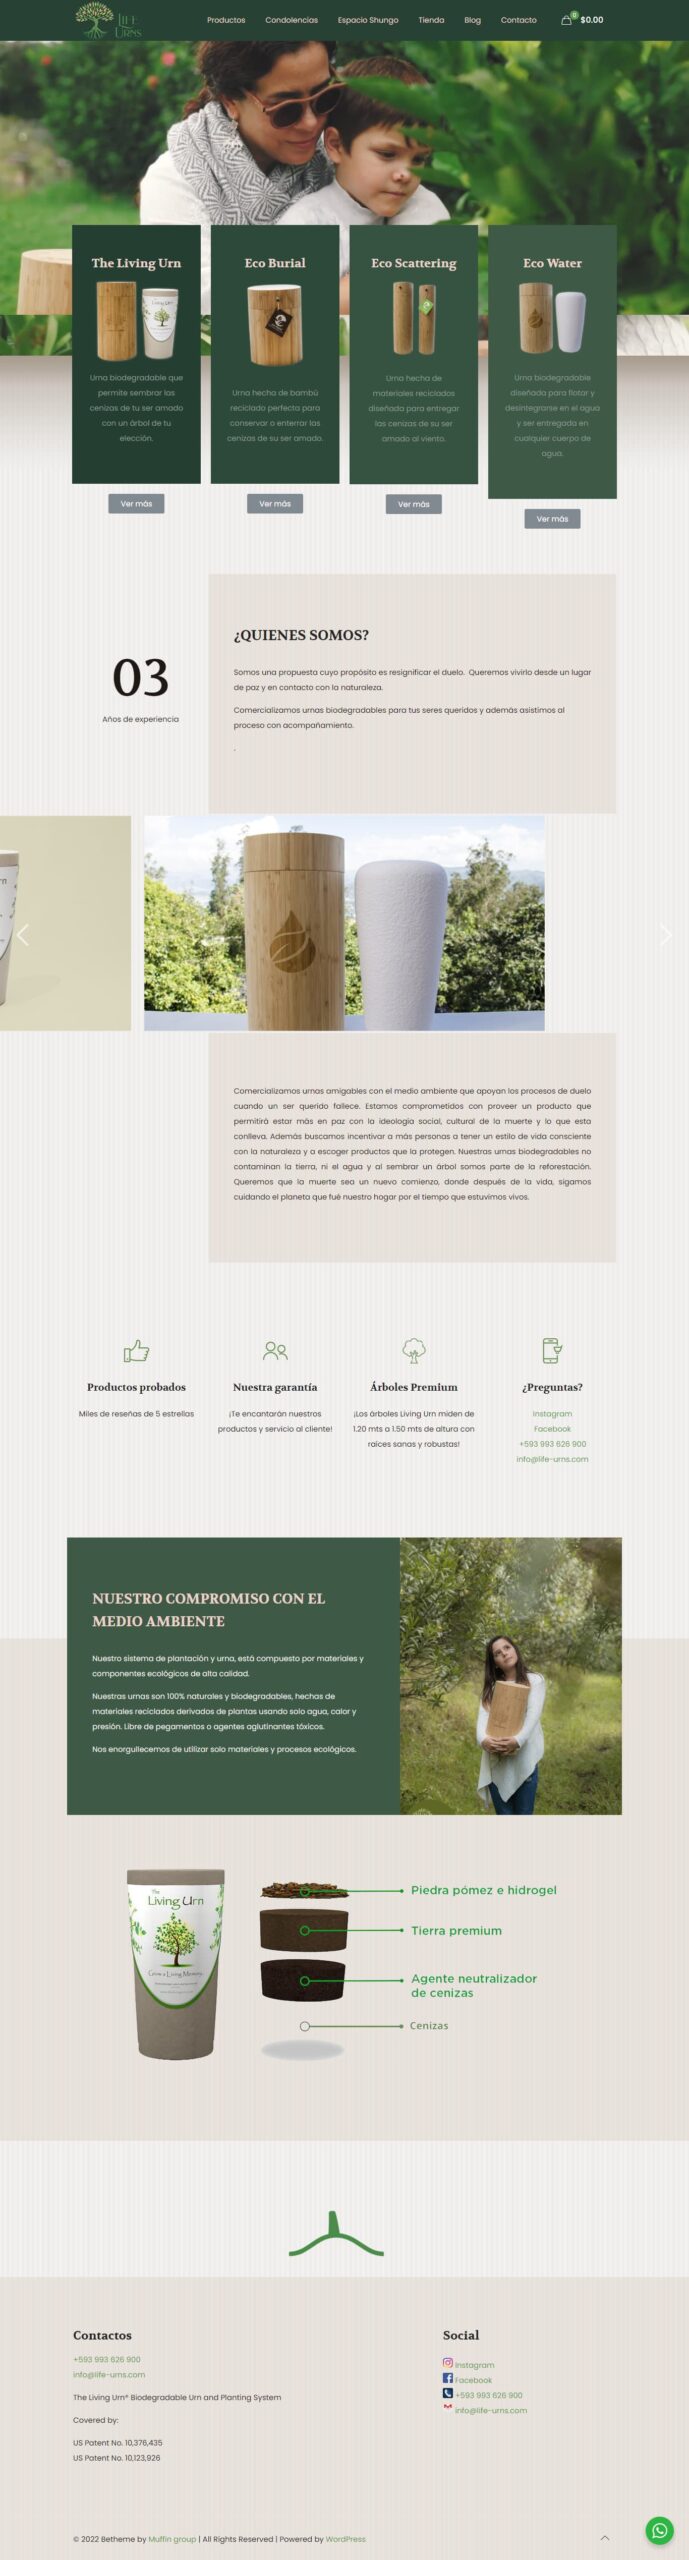 LIFE
URNS
Productos
Condolencias
Espacio Shungo
Tienda
Blog
Contacto
0
$0.00
The Living Urn
Living Urn
Urna biodegradable que
permite sembrar las
cenizas de tu ser amado
con un árbol de tu
elección.
Ver más
Eco Burial
Urna hecha de bambú
reciclado perfecta para
conservar o enterrar las
cenizas de su ser amado.
Ver más
Eco Scattering
Urna hecha de
materiales reciclados
diseñada para entregar
las cenizas de su ser
amado al viento.
Ver más
Eco Water
Urna biodegradable
diseñada para flotar y
desintegrarse en el agua
y ser entregada en
cualquier cuerpo de
agua.
Ver más
03
Años de experiencia
¿QUIENES SOMOS?
Somos una propuesta cuyo propósito es resignificar el duelo. Queremos vivirlo desde un lugar
de paz y en contacto con la naturaleza.
Comercializamos urnas biodegradables para tus seres queridos y además asistimos al
proceso con acompañamiento.
.
Comercializamos urnas amigables con el medio ambiente que apoyan los procesos de duelo
cuando un ser querido fallece. Estamos comprometidos con proveer un producto que
permitirá estar más en paz con la ideología social, cultural de la muerte y lo que esta
conlleva. Además buscamos incentivar a más personas a tener un estilo de vida consciente
con la naturaleza y a escoger productos que la protegen. Nuestras urnas biodegradables no
contaminan la tierra, ni el agua y al sembrar un árbol somos parte de la reforestación.
Queremos que la muerte sea un nuevo comienzo, donde después de la vida, sigamos
cuidando el planeta que fué nuestro hogar por el tiempo que estuvimos vivos.
Productos probados
Miles de reseñas de 5 estrellas
Nuestra garantía
¡Te encantarán nuestros
productos y servicio al cliente!
Árboles Premium
¡Los árboles Living Urn miden de
1.20 mts a 1.50 mts de altura con
raíces sanas y robustas!
¿Preguntas?
Instagram
Facebook
+593 993 626 900
info@life-urns.com
NUESTRO COMPROMISO CON EL
MEDIO AMBIENTE
Nuestro sistema de plantación y urna, está compuesto por materiales y
componentes ecológicos de alta calidad.
Nuestras urnas son 100% naturales y biodegradables, hechas de
materiales reciclados derivados de plantas usando solo agua, calor y
presión. Libre de pegamentos o agentes aglutinantes tóxicos.
Nos enorgullecemos de utilizar solo materiales y procesos ecológicos.
The
Living Urn
Grow a Living Memory
Piedra pómez e hidrogel
Tierra premium
Agente neutralizador
de cenizas
Cenizas
Contactos
+593 993 626 900
info@life-urns.com
The Living Urn® Biodegradable Urn and Planting System
Covered by:
US Patent No. 10,376,435
US Patent No. 10,123,926
Social
Instagram
Facebook
+593 993 626 900
info@life-urns.com
© 2022 Betheme by Muffin group | All Rights Reserved | Powered by WordPress